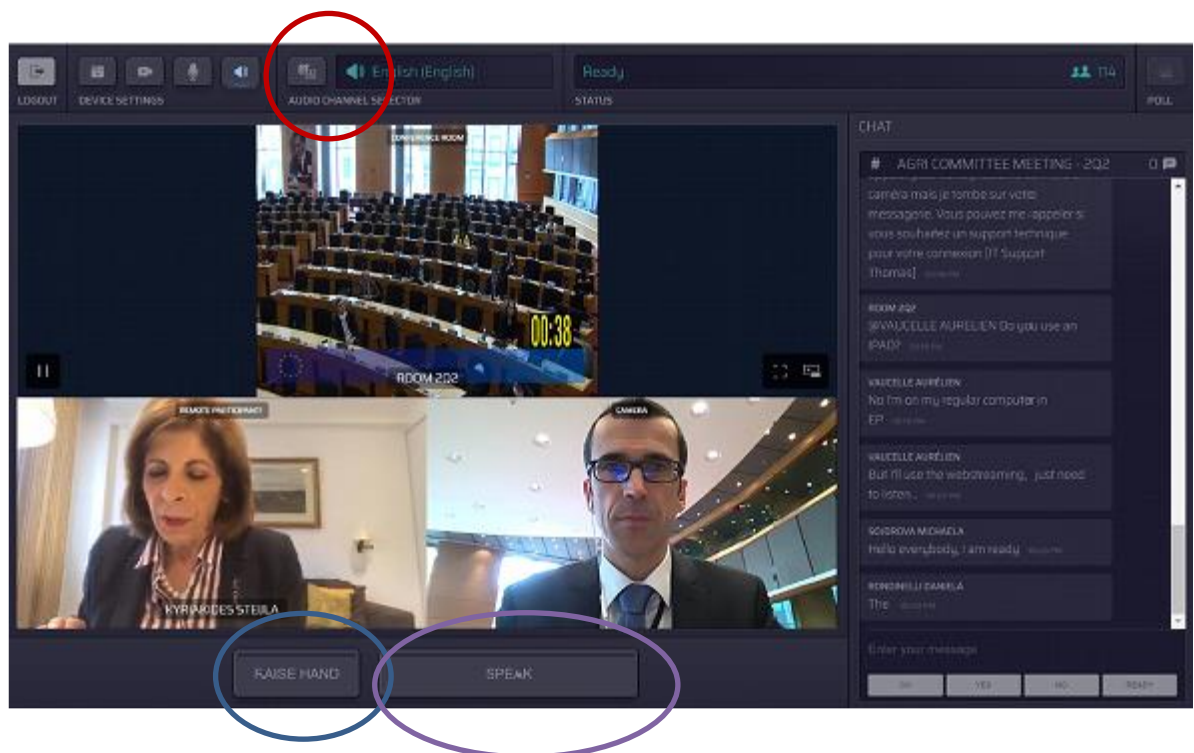 English (English)
Ready
114
LOGOUT
DEVICE SETTINGS
AUDIO CHANNEL SELECTOR
STATUS
POLL
CONFERENCE ROOM
00:38
ROOM 2Q2
REMOTE PARTICIPANT
CAMERA
KYRIAKIDES STELLA
RAISE HAND
SPEAK
CHAT
# AGRI COMMITTEE MEETING - 2Q2 0
caméra mais je tombe sur votre
messagerie. Vous pouvez me rappeler si
vous souhaitez un support technique
pour votre connexion [IT Support
Thomas]
ROOM 2Q2
@VAUCELLE AURELIEN Do you use an
IPAD?
VAUCELLE AURÉLIEN
No I'm on my regular computer in
EP
VAUCELLE AURÉLIEN
But I'll use the webstreaming, just need
to listen..
SOJDROVA MICHAELA
Hello everybody, I am ready
RONDINELLI DANIELA
The
Enter your message
YES
NO
READY